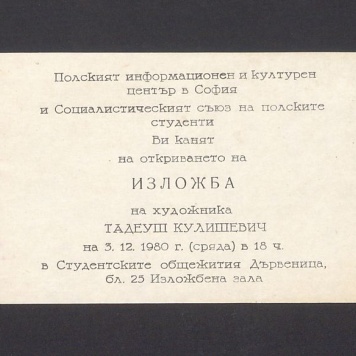 Полският информационен и културен
център в София
и Социалистическият съюз на полските
студенти
Ви канят
на откриването на
ИЗЛОЖБА
на художника
ТАДЕУШ КУЛИШЕВИЧ
на 3. 12. 1980 г. (сряда) в 18 ч.
в Студентските общежития Дървеница,
бл. 23 Изложбена зала